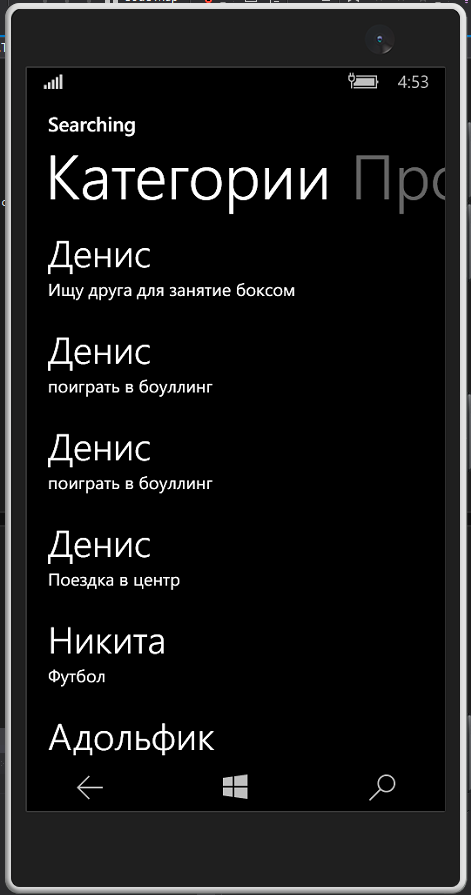 4:53
Searching
Категории Про
Денис
Ищу друга для занятие боксом
Денис
поиграть в боуллинг
Денис
поиграть в боуллинг
Денис
Поездка в центр
Никита
Футбол
Адольфик